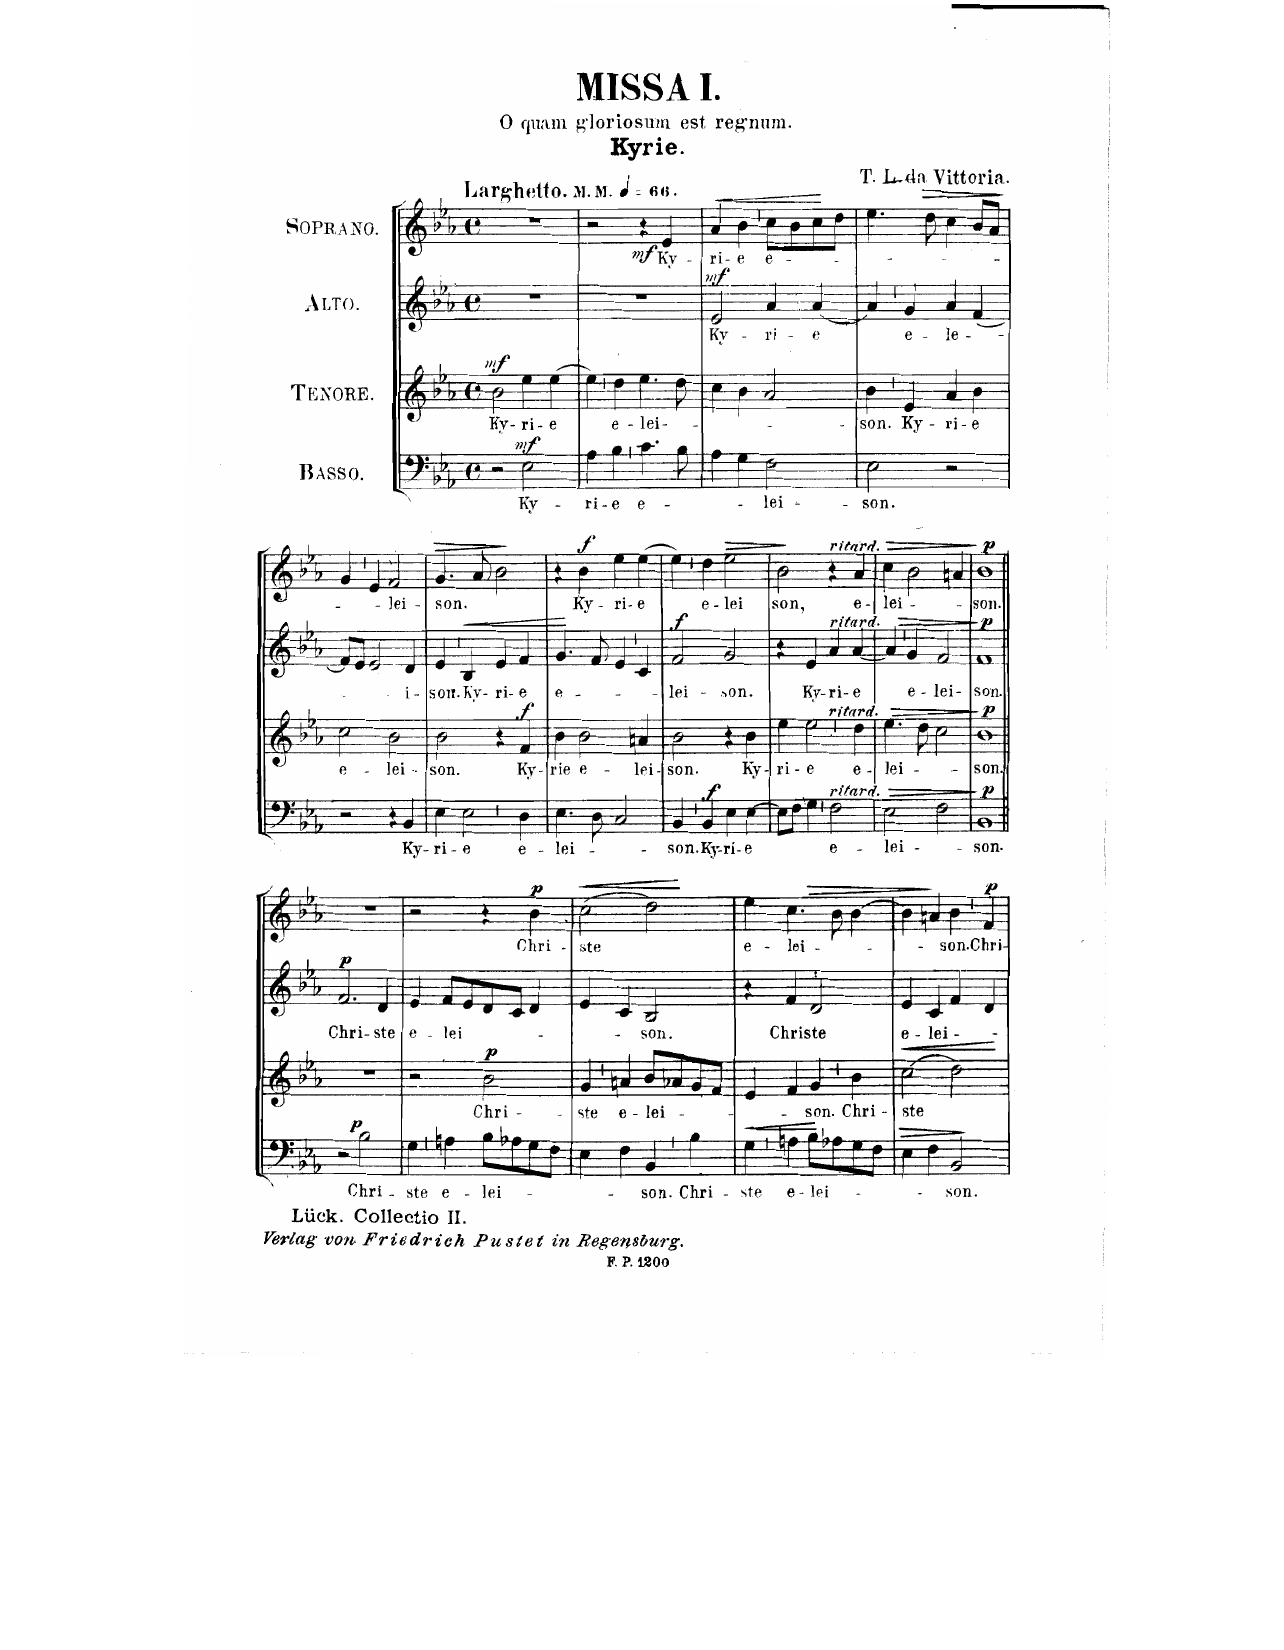 MISSA I.
O quam gloriosum est regnum.
Kyrie.
T. L. da Vittoria.
Larghetto. M. M. = 66.
SOPRANO.
mf Ky - ri - e e -
mf
ALTO.
Ky - ri - e e - le -
mf
TENORE.
Ky - ri - e e - lei - son. Ky - ri - e
mf
BASSO.
Ky - ri - e e - lei - son.
f ritard. p
- lei - son. Ky - ri - e e - lei son, e - lei - son.
f ritard. p
i - son. Ky - ri - e e - lei - son. Ky - ri - e e - lei - son.
f ritard. p
e - lei - son. Ky - rie e - lei - son. Ky - ri - e e - lei - son.
f ritard. p
Ky - ri - e e - lei - son. Ky - ri - e e - lei - son.
p p
Chri - ste e - lei - son. Chri -
p
Chri - ste e - lei - son. Christe e - lei -
p
Chri - ste e - lei - son. Chri - ste
p
Chri - ste e - lei - son. Chri - ste e - lei - son.
Lück. Collectio II.
Verlag von Friedrich Pustet in Regensburg.
F. P. 1200